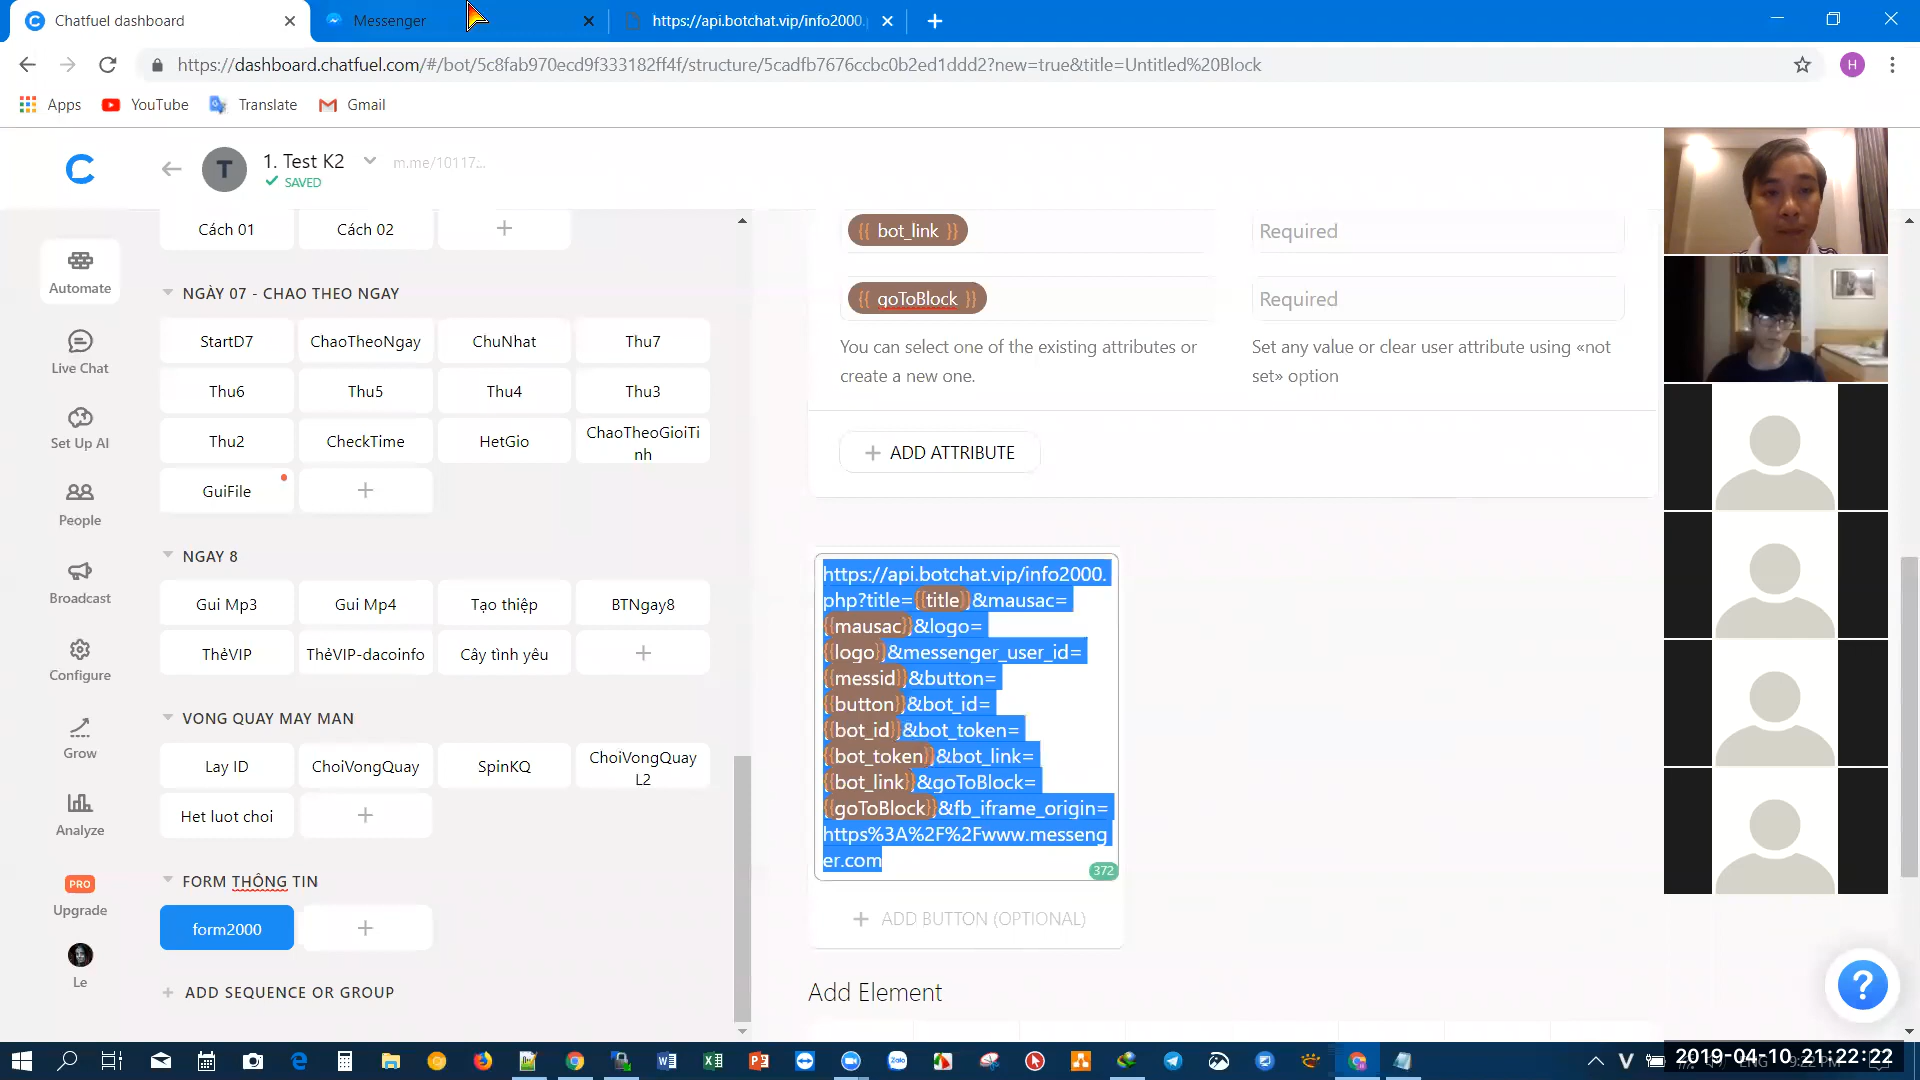 Chatfuel dashboard
Messenger
https://api.botchat.vip/info2000.
https://dashboard.chatfuel.com/#/bot/5c8fab970ecd9f333182ff4f/structure/5cadfb7676ccbc0b2ed1ddd2?new=true&title=Untitled%20Block
H
Apps
YouTube
Translate
Gmail
T
1. Test K2
m.me/10117...
SAVED
Automate
Live Chat
Set Up AI
People
Broadcast
Configure
Grow
Analyze
PRO
Upgrade
Le
Cách 01
Cách 02
NGÀY 07 - CHAO THEO NGAY
StartD7
ChaoTheoNgay
ChuNhat
Thu7
Thu6
Thu5
Thu4
Thu3
Thu2
CheckTime
HetGio
ChaoTheoGioiTi
nh
GuiFile
NGAY 8
Gui Mp3
Gui Mp4
Tạo thiệp
BTNgay8
ThẻVIP
ThẻVIP-dacoinfo
Cây tình yêu
VONG QUAY MAY MAN
Lay ID
ChoiVongQuay
SpinKQ
ChoiVongQuay
L2
Het luot choi
FORM THÔNG TIN
form2000
ADD SEQUENCE OR GROUP
{{ bot_link }}
Required
{{ goToBlock }}
Required
You can select one of the existing attributes or
create a new one.
Set any value or clear user attribute using «not
set» option
ADD ATTRIBUTE
https://api.botchat.vip/info2000.
php?title={{title}}&mausac=
{{mausac}}&logo=
{{logo}}&messenger_user_id=
{{messid}}&button=
{{button}}&bot_id=
{{bot_id}}&bot_token=
{{bot_token}}&bot_link=
{{bot_link}}&goToBlock=
{{goToBlock}}&fb_iframe_origin=
https%3A%2F%2Fwww.messeng
er.com
372
ADD BUTTON (OPTIONAL)
Add Element
?
2019-04-10 21:22:22